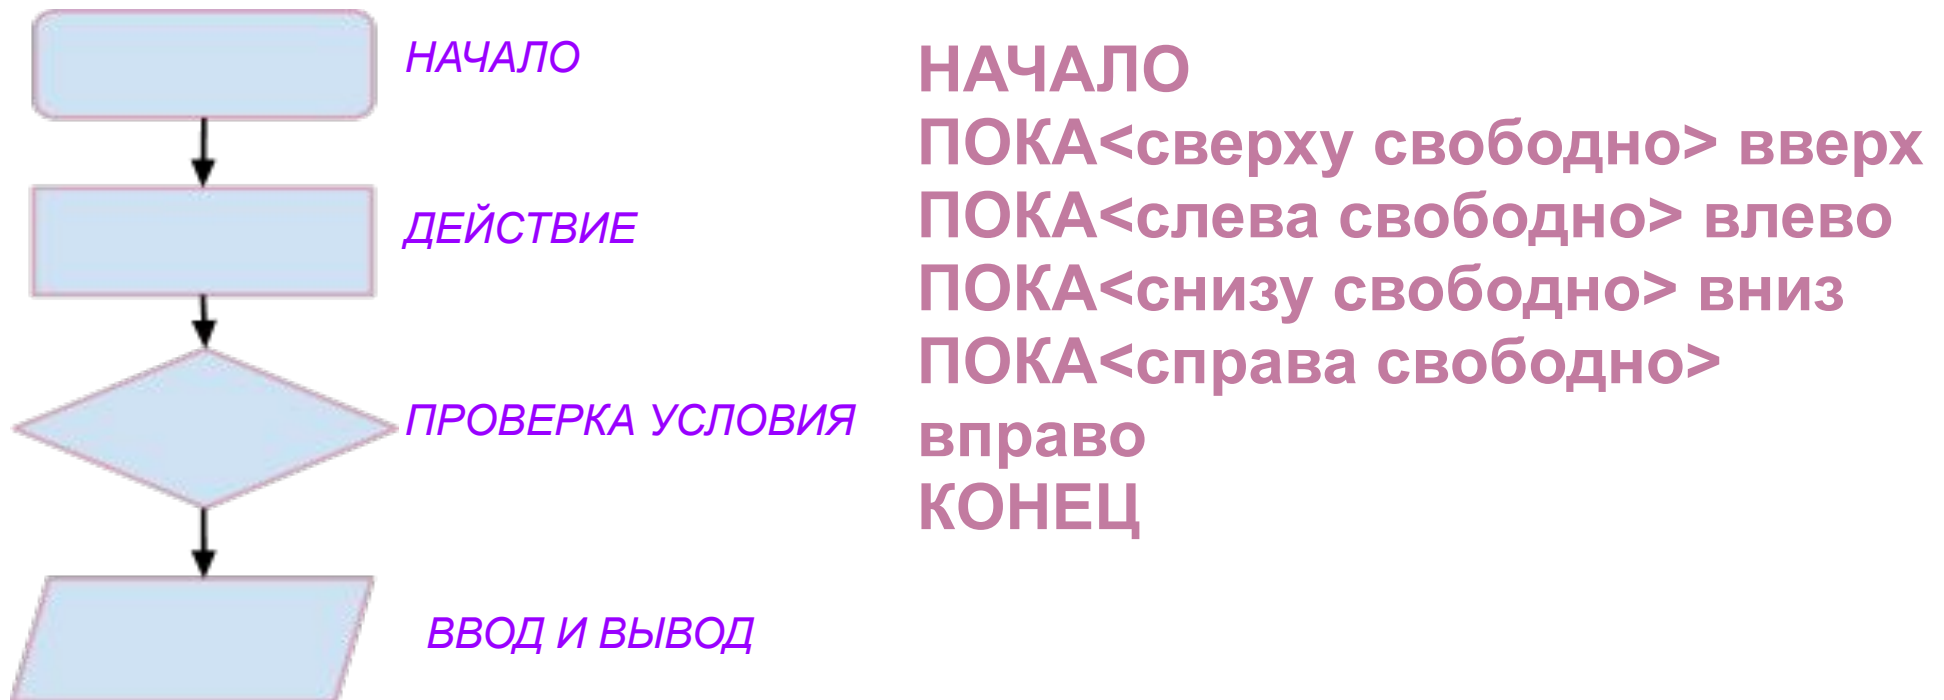 НАЧАЛО
ДЕЙСТВИЕ
ПРОВЕРКА УСЛОВИЯ
ВВОД И ВЫВОД
НАЧАЛО
ПОКА<сверху свободно> вверх
ПОКА<слева свободно> влево
ПОКА<снизу свободно> вниз
ПОКА<справа свободно>
вправо
КОНЕЦ